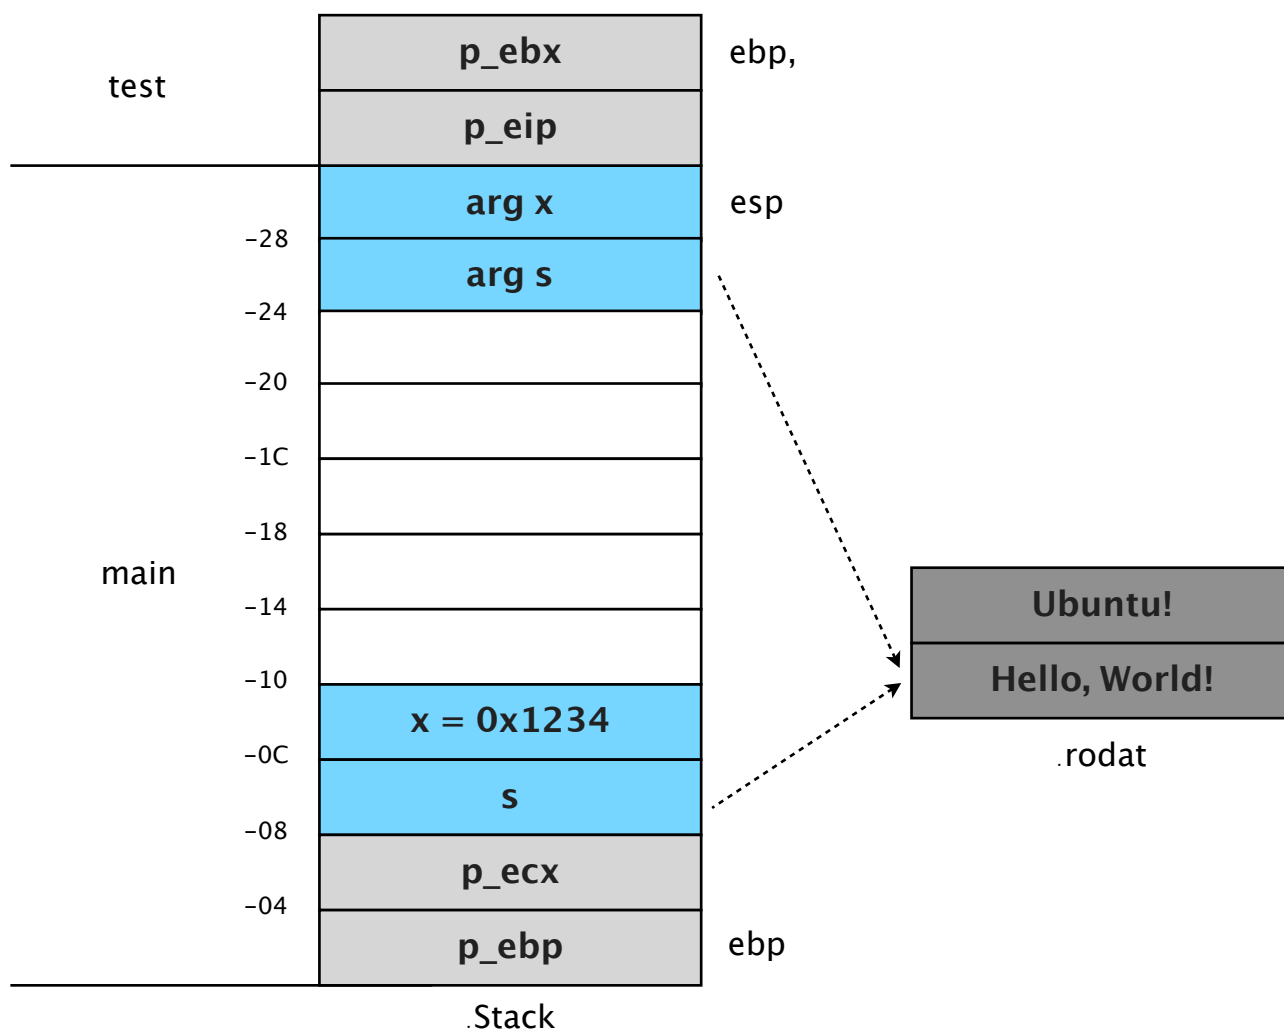 p_ebx
ebp,
test
p_eip
arg x
esp
-28
arg s
-24
-20
-1C
-18
main
-14
Ubuntu!
-10
Hello, World!
x = 0x1234
-0C
.rodat
s
-08
p_ecx
-04
p_ebp
ebp
.Stack